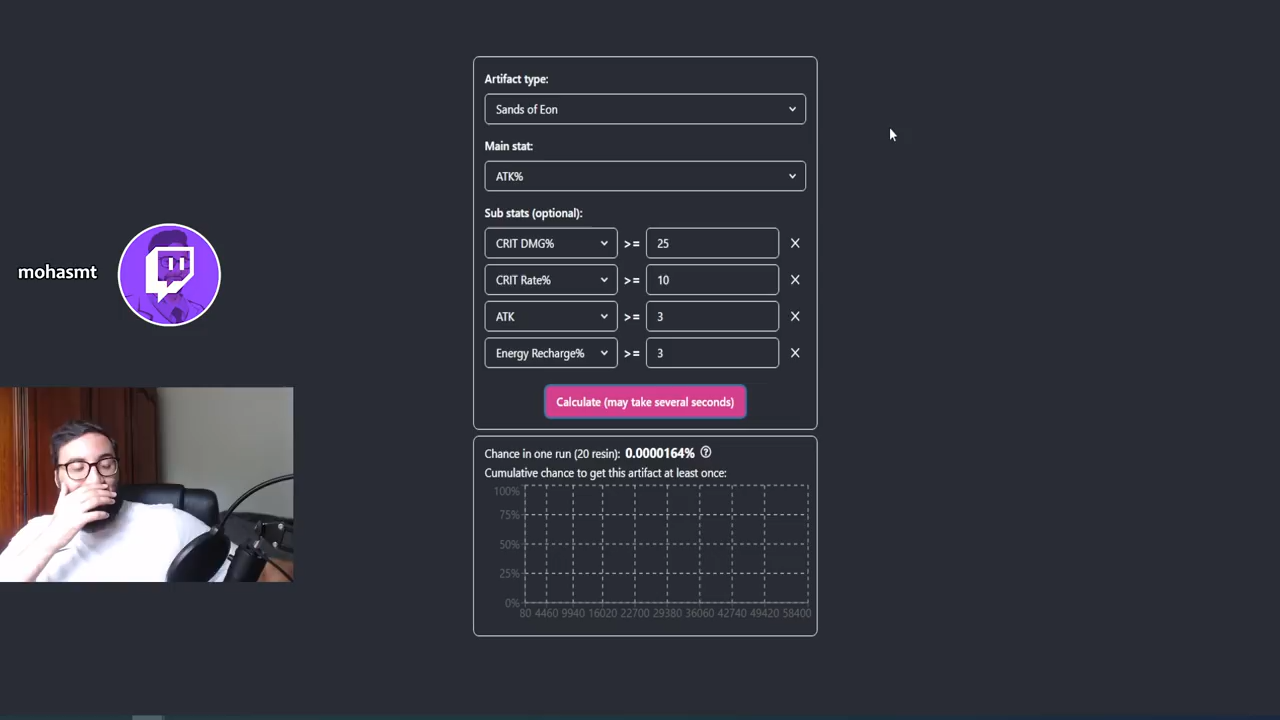 Artifact type:
Sands of Eon
Main stat:
ATK%
Sub stats (optional):
CRIT DMG% >= 25 X
CRIT Rate% >= 10 X
ATK >= 3 X
Energy Recharge% >= 3 X
Calculate (may take several seconds)
Chance in one run (20 resin): 0.0000164% ?
Cumulative chance to get this artifact at least once:
100%
75%
50%
25%
0%
80 4460 9940 16020 22700 29380 36060 42740 49420 58400
mohasmt